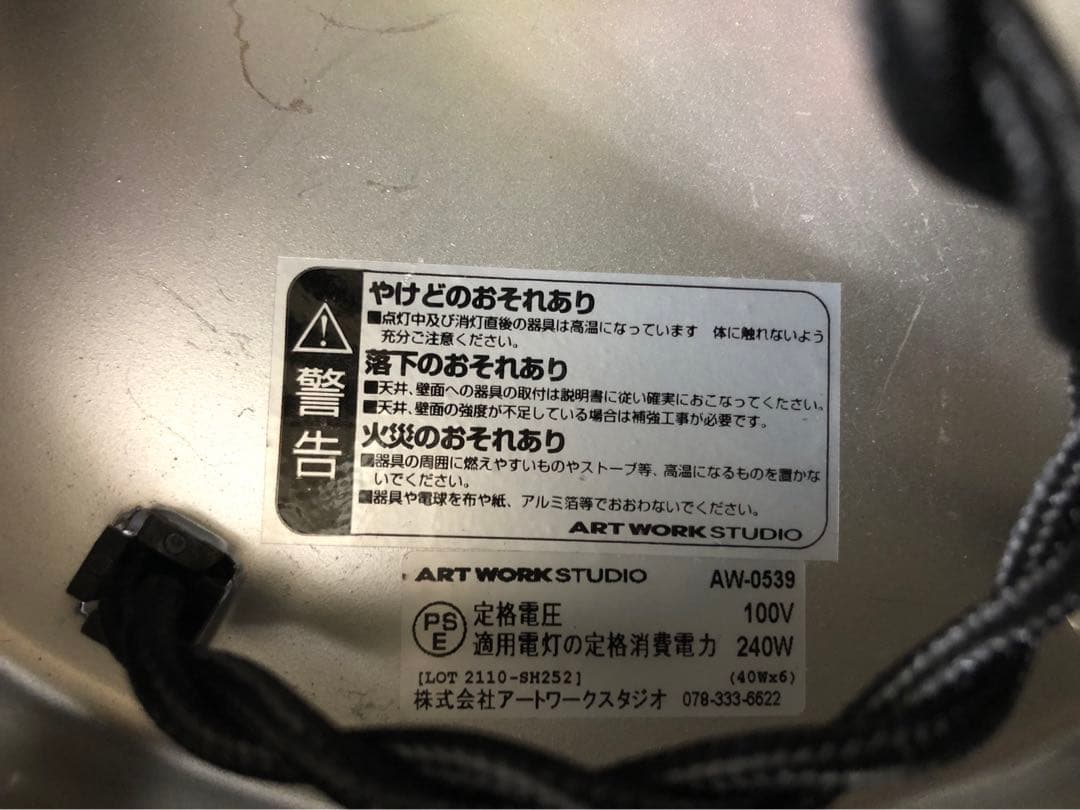 警告
やけどのおそれあり
■点灯中及び消灯直後の器具は高温になっています 体に触れないよう
充分ご注意ください。
落下のおそれあり
■天井、壁面への器具の取付は説明書に従い確実におこなってください。
■天井、壁面の強度が不足している場合は補強工事が必要です。
火災のおそれあり
■器具の周囲に燃えやすいものやストーブ等、高温になるものを置かな
いでください。
■器具や電球を布や紙、アルミ箔等でおおわないでください。
ART WORK STUDIO
ART WORK STUDIO AW-0539
PS E 定格電圧 100V
適用電灯の定格消費電力 240W
[LOT 2110-SH252] (40Wx6)
株式会社アートワークスタジオ 078-333-6622